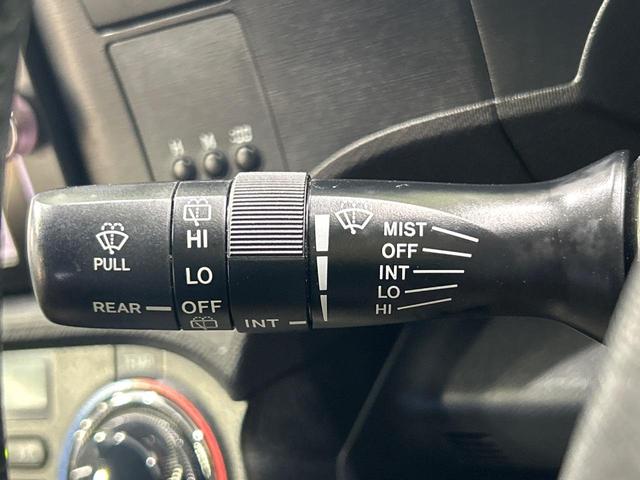 PULL
REAR
HI
LO
OFF
INT
MIST
OFF
INT
LO
HI